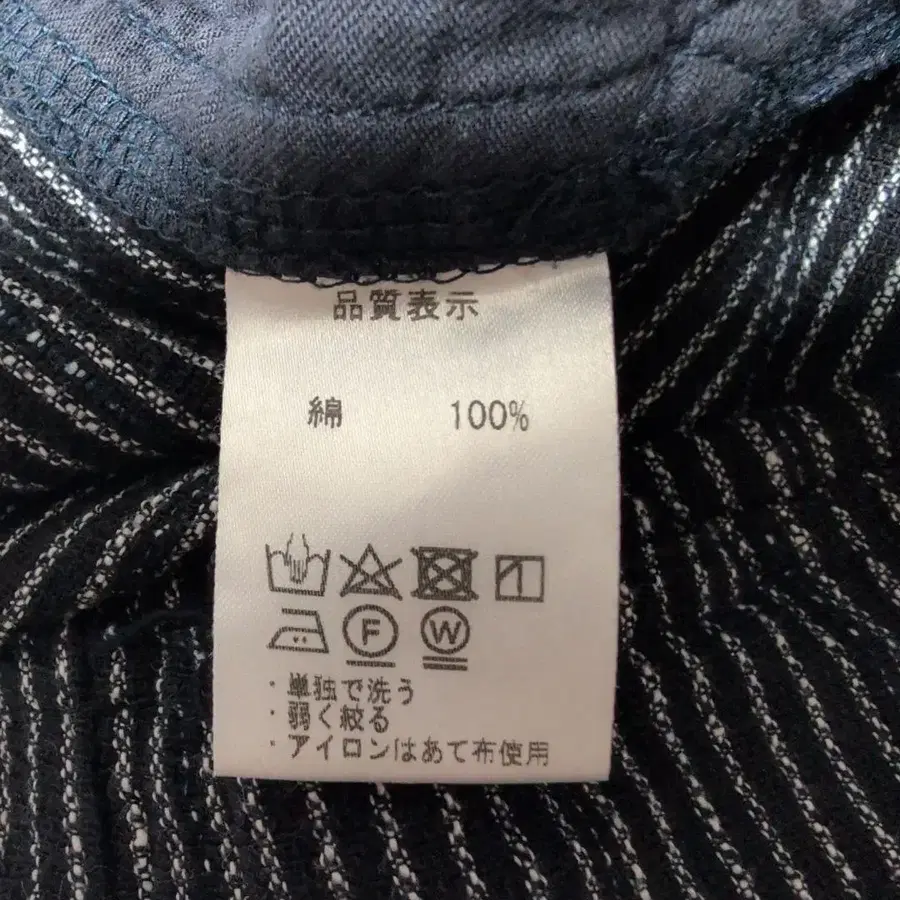 品質表示
綿 100%
F W
・単独で洗う
・弱く絞る
・アイロンはあて布使用